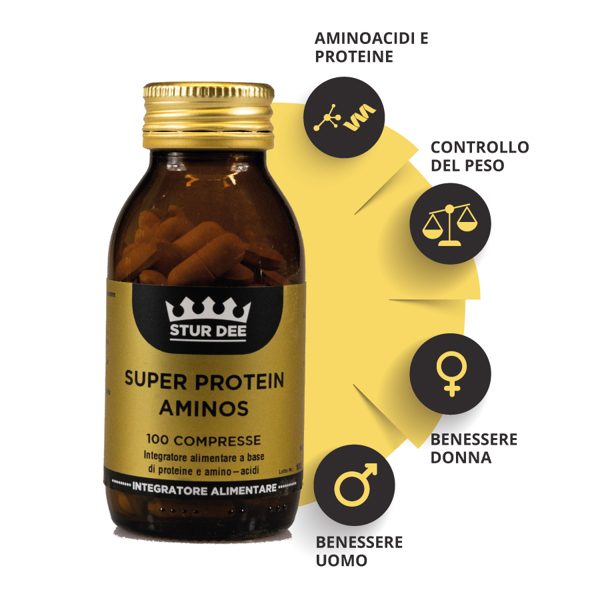 AMINOACIDI E
PROTEINE
CONTROLLO
DEL PESO
STUR DEE
SUPER PROTEIN
AMINOS
100 COMPRESSE
Integratore alimentare a base
di proteine e amino-acidi
INTEGRATORE ALIMENTARE
BENESSERE
DONNA
BENESSERE
UOMO